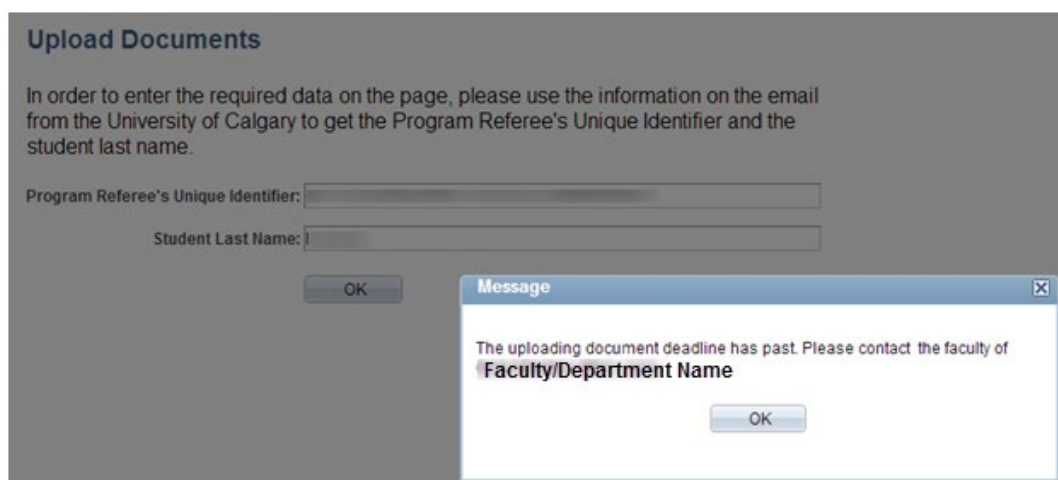 Upload Documents
In order to enter the required data on the page, please use the information on the email
from the University of Calgary to get the Program Referee's Unique Identifier and the
student last name.
Program Referee's Unique Identifier:
Student Last Name:
OK
Message
The uploading document deadline has past. Please contact the faculty of
Faculty/Department Name
OK